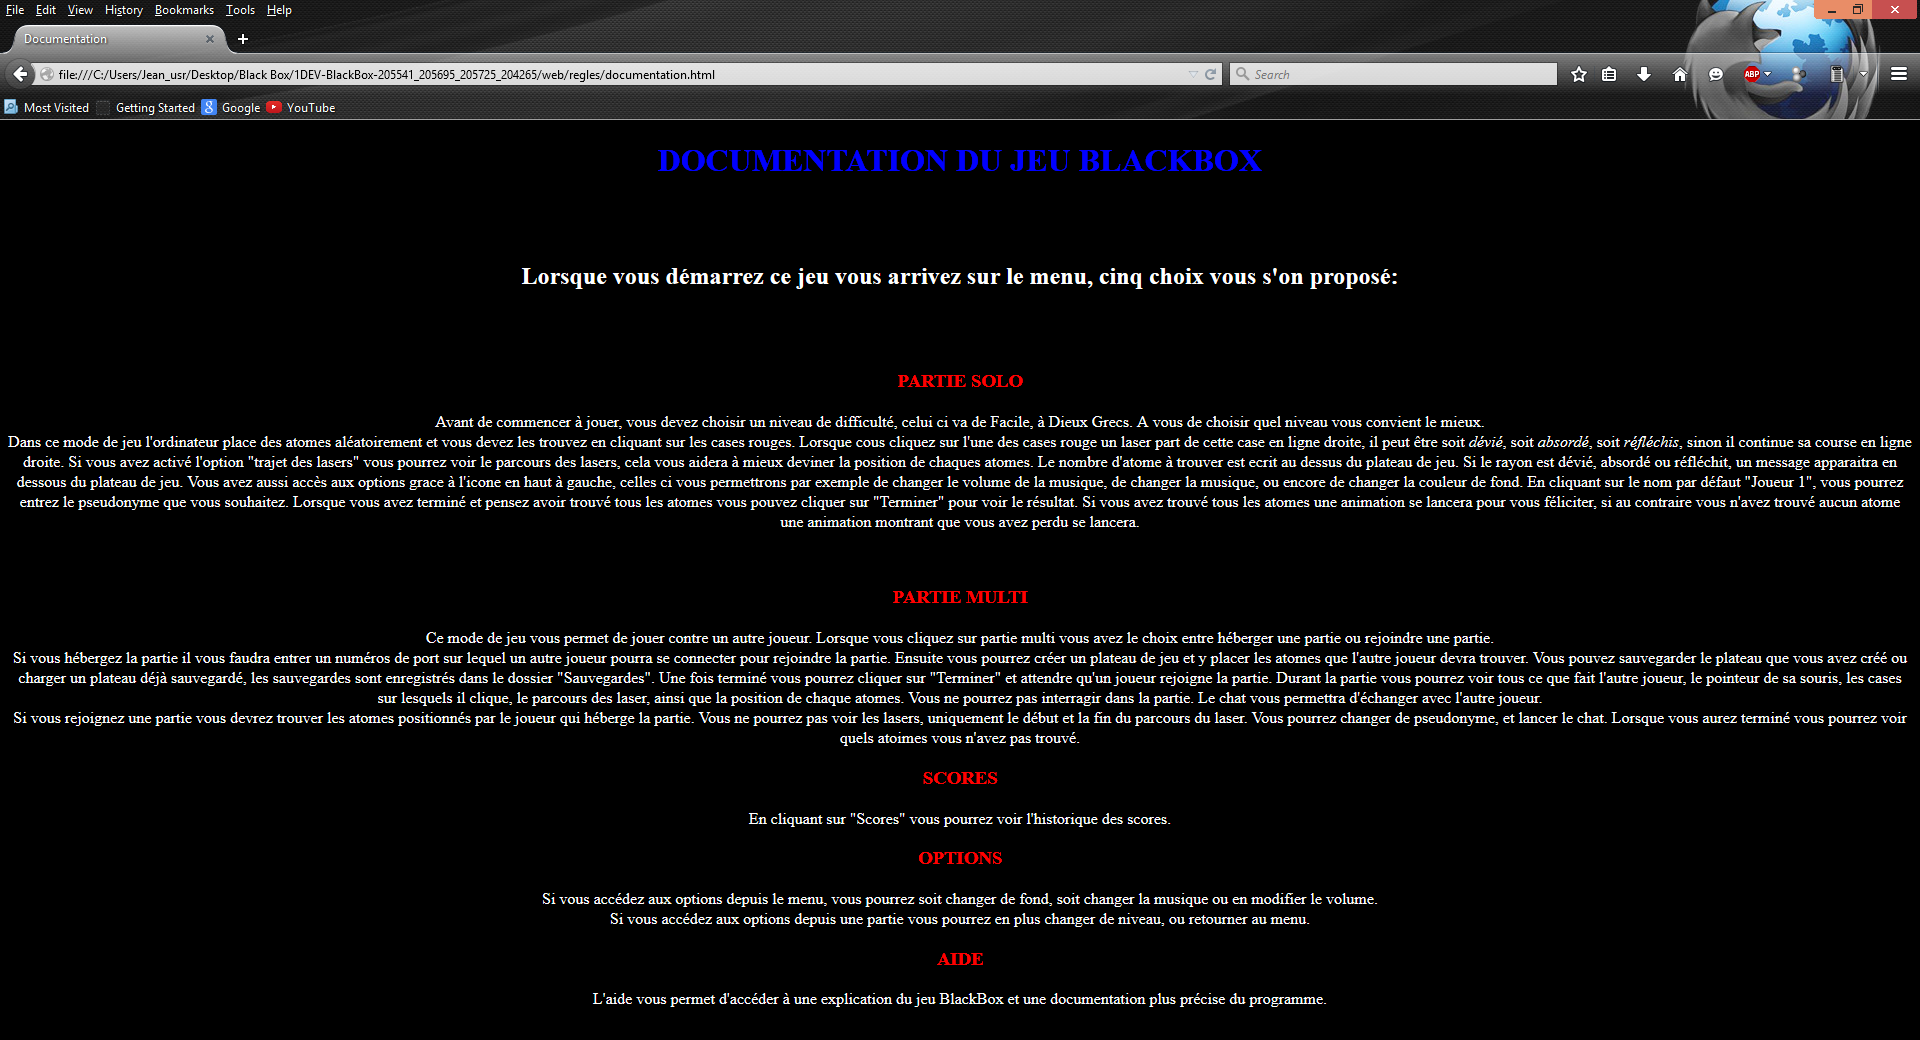 File Edit View History Bookmarks Tools Help
Documentation
file:///C:/Users/Jean_usr/Desktop/Black Box/1DEV-BlackBox-205541_205695_205725_204265/web/regles/documentation.html
Search
ABP
Most Visited Getting Started Google YouTube
DOCUMENTATION DU JEU BLACKBOX
Lorsque vous démarrez ce jeu vous arrivez sur le menu, cinq choix vous s'on proposé:
PARTIE SOLO
Avant de commencer à jouer, vous devez choisir un niveau de difficulté, celui ci va de Facile, à Dieux Grecs. A vous de choisir quel niveau vous convient le mieux.
Dans ce mode de jeu l'ordinateur place des atomes aléatoirement et vous devez les trouvez en cliquant sur les cases rouges. Lorsque cous cliquez sur l'une des cases rouge un laser part de cette case en ligne droite, il peut être soit dévié, soit absordé, soit réfléchis, sinon il continue sa course en ligne
droite. Si vous avez activé l'option "trajet des lasers" vous pourrez voir le parcours des lasers, cela vous aidera à mieux deviner la position de chaques atomes. Le nombre d'atome à trouver est ecrit au dessus du plateau de jeu. Si le rayon est dévié, absordé ou réfléchit, un message apparaitra en
dessous du plateau de jeu. Vous avez aussi accès aux options grace à l'icone en haut à gauche, celles ci vous permettrons par exemple de changer le volume de la musique, de changer la musique, ou encore de changer la couleur de fond. En cliquant sur le nom par défaut "Joueur 1", vous pourrez
entrez le pseudonyme que vous souhaitez. Lorsque vous avez terminé et pensez avoir trouvé tous les atomes vous pouvez cliquer sur "Terminer" pour voir le résultat. Si vous avez trouvé tous les atomes une animation se lancera pour vous féliciter, si au contraire vous n'avez trouvé aucun atome
une animation montrant que vous avez perdu se lancera.
PARTIE MULTI
Ce mode de jeu vous permet de jouer contre un autre joueur. Lorsque vous cliquez sur partie multi vous avez le choix entre héberger une partie ou rejoindre une partie.
Si vous hébergez la partie il vous faudra entrer un numéros de port sur lequel un autre joueur pourra se connecter pour rejoindre la partie. Ensuite vous pourrez créer un plateau de jeu et y placer les atomes que l'autre joueur devra trouver. Vous pouvez sauvegarder le plateau que vous avez créé ou
charger un plateau déjà sauvegardé, les sauvegardes sont enregistrés dans le dossier "Sauvegardes". Une fois terminé vous pourrez cliquer sur "Terminer" et attendre qu'un joueur rejoigne la partie. Durant la partie vous pourrez voir tous ce que fait l'autre joueur, le pointeur de sa souris, les cases
sur lesquels il clique, le parcours des laser, ainsi que la position de chaque atomes. Vous ne pourrez pas interragir dans la partie. Le chat vous permettra d'échanger avec l'autre joueur.
Si vous rejoignez une partie vous devrez trouver les atomes positionnés par le joueur qui héberge la partie. Vous ne pourrez pas voir les lasers, uniquement le début et la fin du parcours du laser. Vous pourrez changer de pseudonyme, et lancer le chat. Lorsque vous aurez terminé vous pourrez voir
quels atoimes vous n'avez pas trouvé.
SCORES
En cliquant sur "Scores" vous pourrez voir l'historique des scores.
OPTIONS
Si vous accédez aux options depuis le menu, vous pourrez soit changer de fond, soit changer la musique ou en modifier le volume.
Si vous accédez aux options depuis une partie vous pourrez en plus changer de niveau, ou retourner au menu.
AIDE
L'aide vous permet d'accéder à une explication du jeu BlackBox et une documentation plus précise du programme.